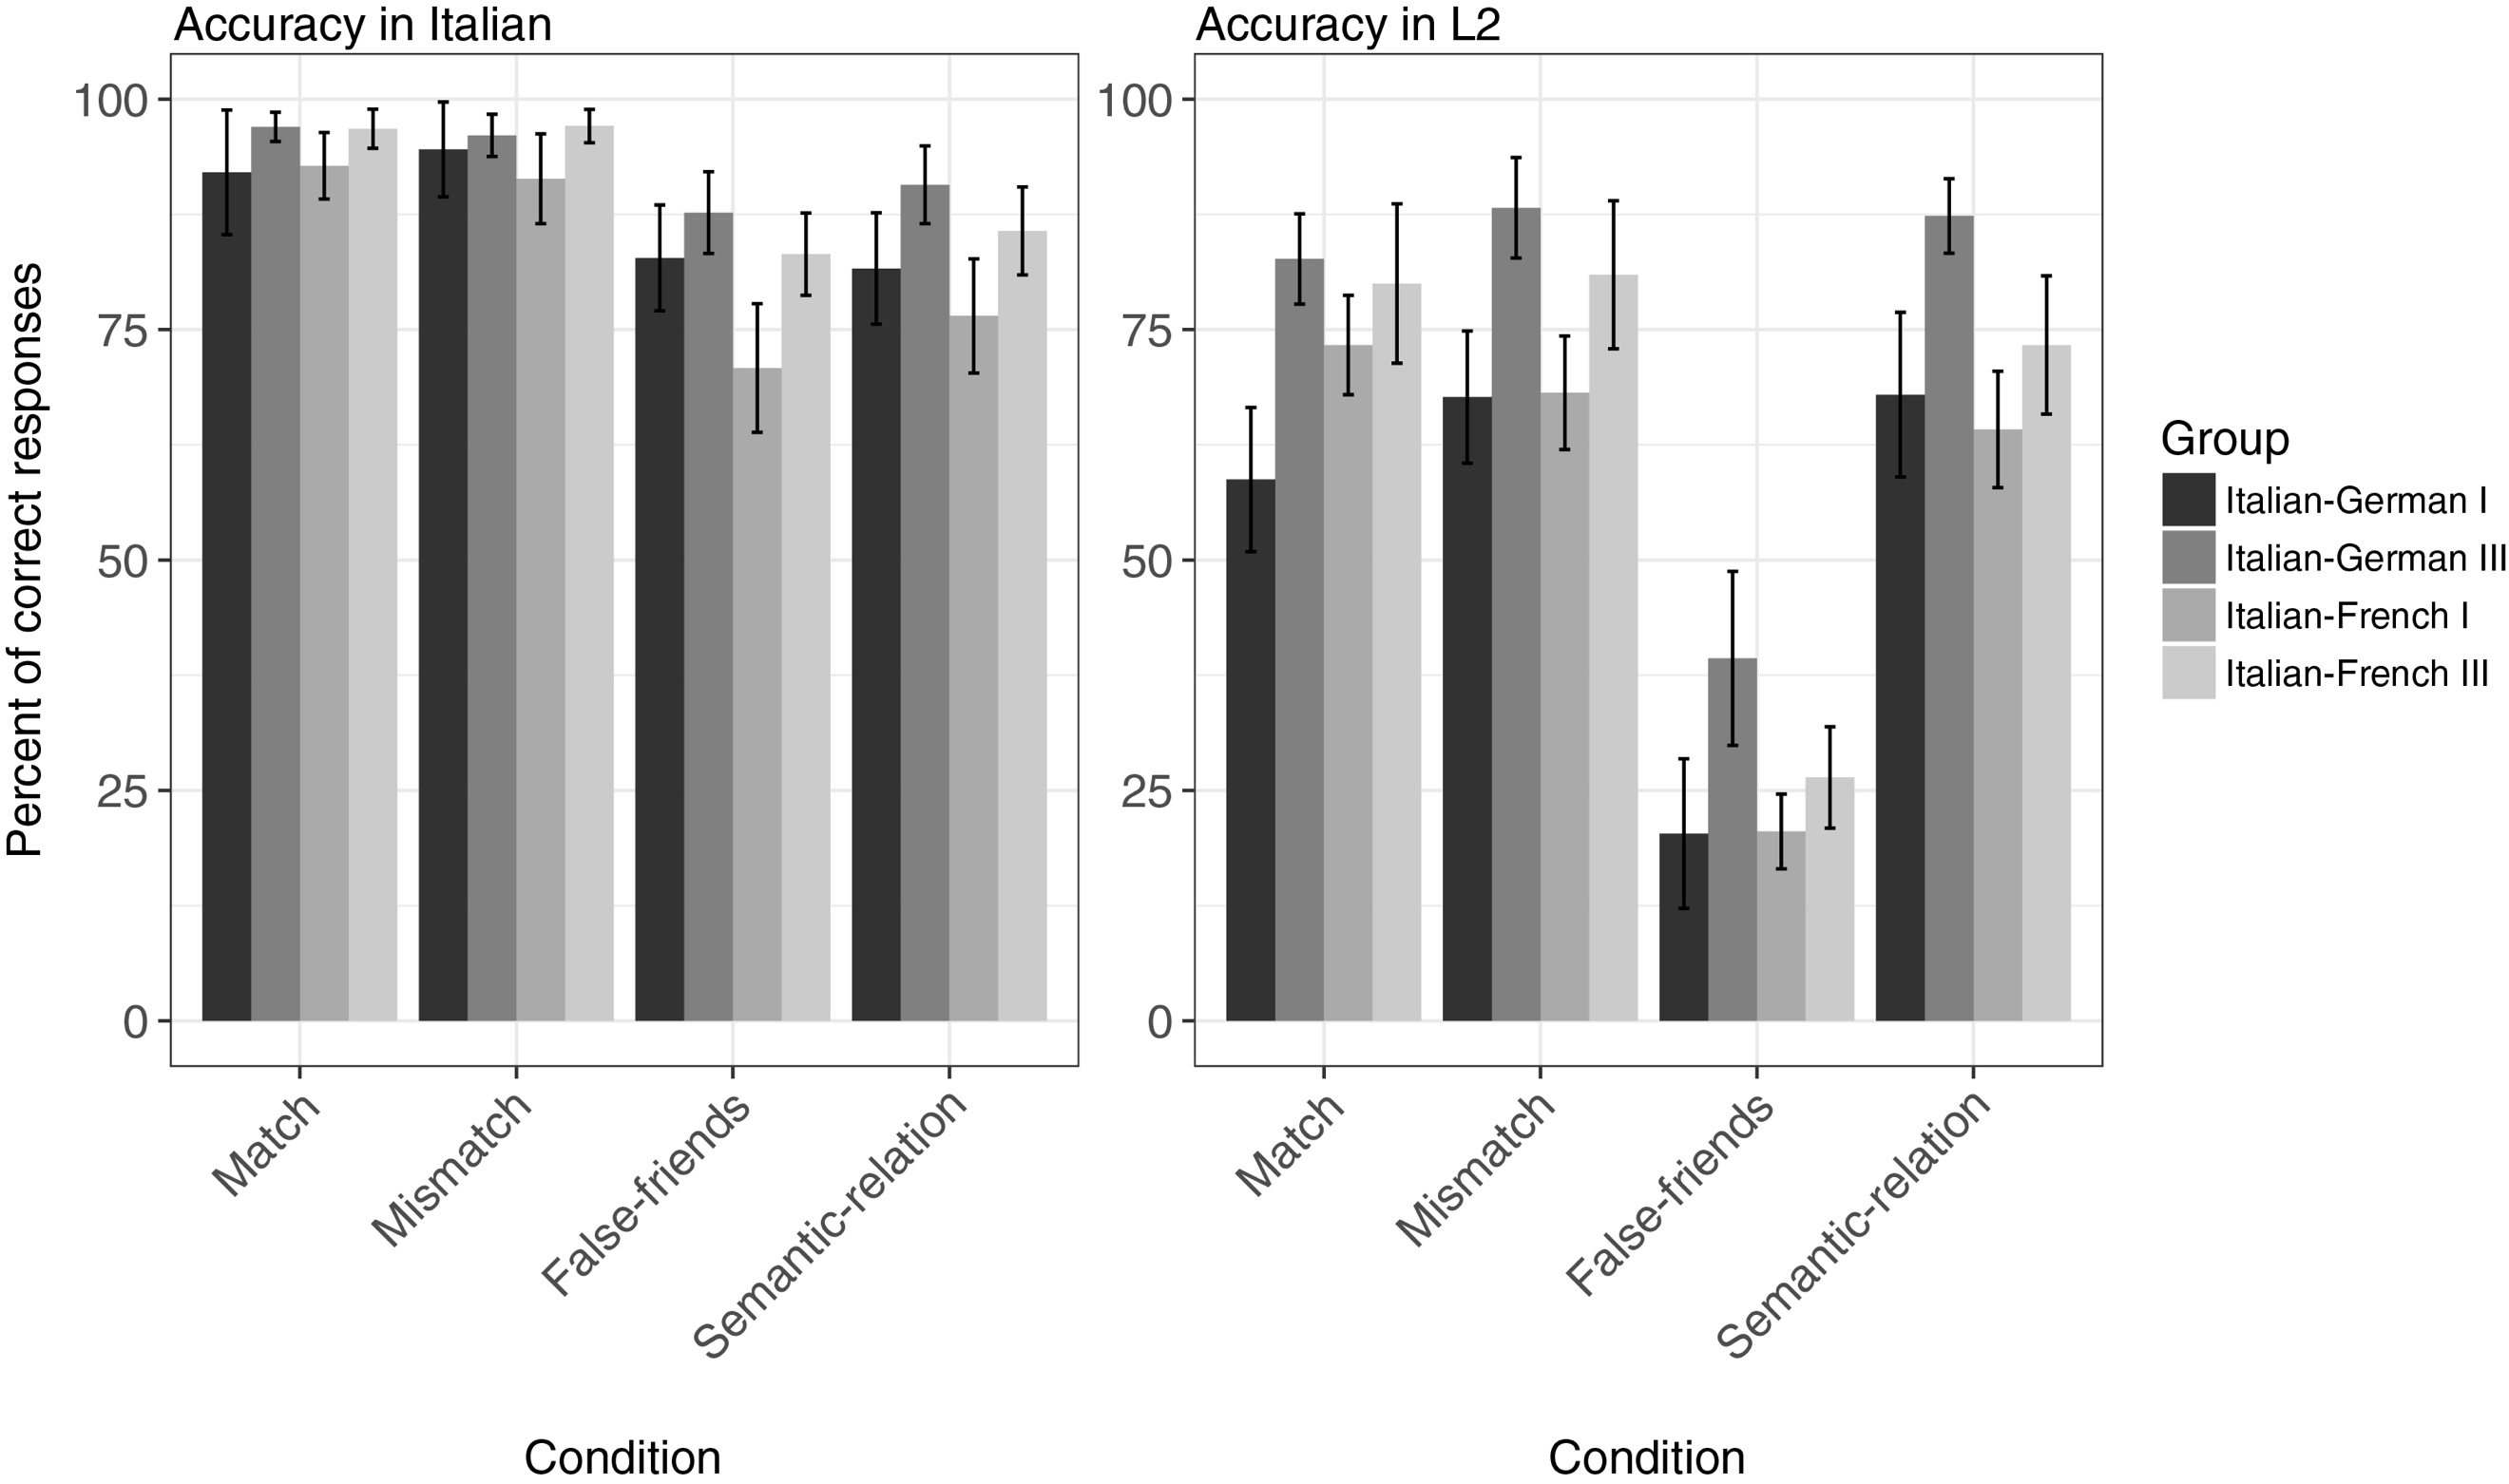 Accuracy in Italian
Percent of correct responses
100
75
50
25
0
Match
Mismatch
False-friends
Semantic-relation
Condition
Accuracy in L2
100
75
50
25
0
Match
Mismatch
False-friends
Semantic-relation
Condition
Group
Italian-German I
Italian-German III
Italian-French I
Italian-French III